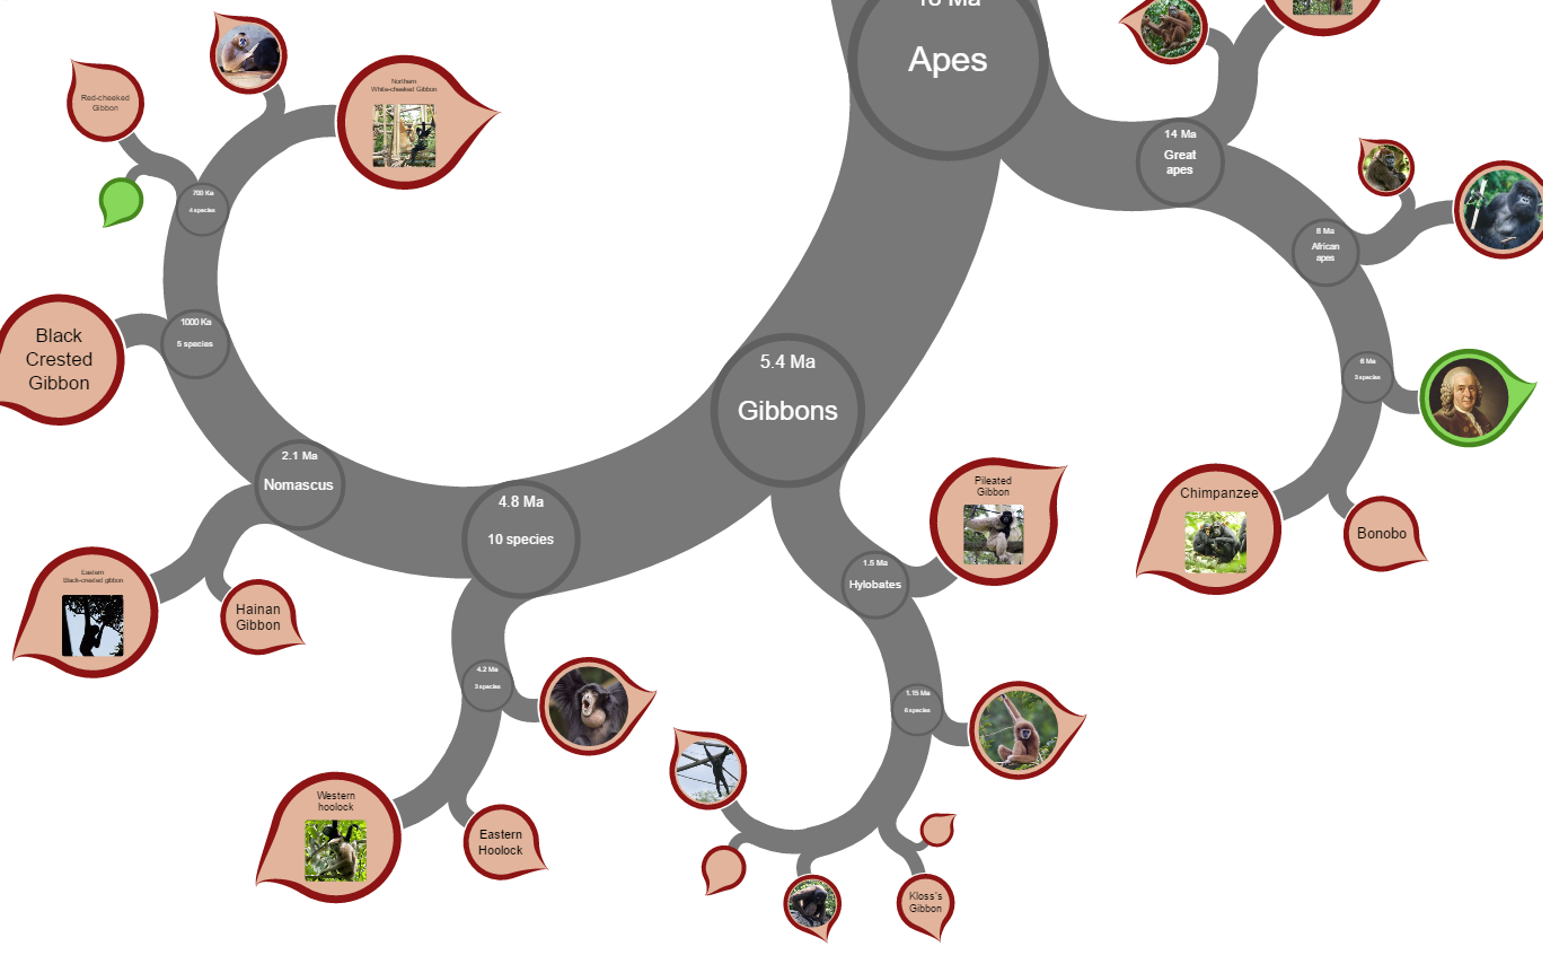 18 Ma
Apes
Northern
White-cheeked Gibbon
Red-cheeked
Gibbon
14 Ma
Great
apes
700 Ka
4 species
8 Ma
African
apes
1000 Ka
5 species
Black
Crested
Gibbon
5.4 Ma
Gibbons
6 Ma
3 species
2.1 Ma
Nomascus
4.8 Ma
10 species
Pileated
Gibbon
Chimpanzee
Bonobo
Eastern
Black-crested gibbon
Hainan
Gibbon
1.5 Ma
Hylobates
4.2 Ma
3 species
1.15 Ma
6 species
Western
hoolock
Eastern
Hoolock
Kloss's
Gibbon